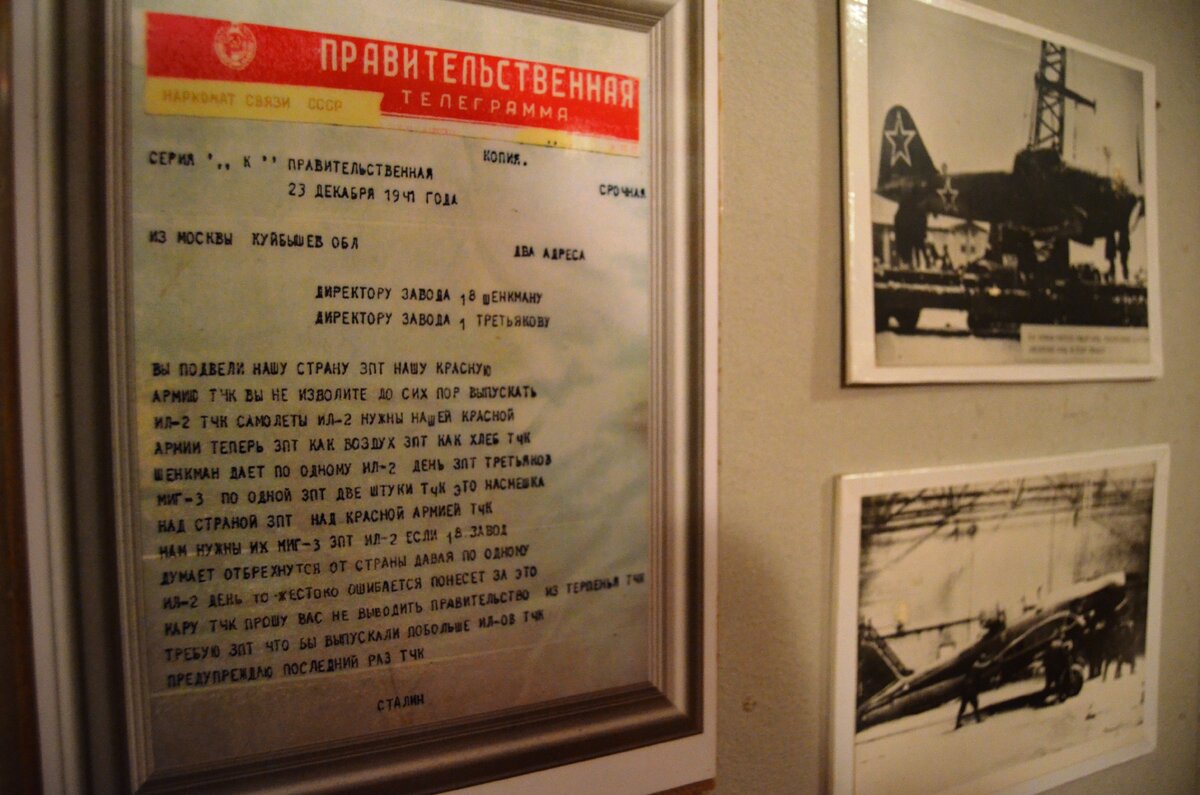 ПРАВИТЕЛЬСТВЕННАЯ
НАРКОМАТ СВЯЗИ СССР
ТЕЛЕГРАММА
СЕРИЯ ",, К '' ПРАВИТЕЛЬСТВЕННАЯ КОПИЯ.
23 ДЕКАБРЯ 1941 ГОДА СРОЧНАЯ
ИЗ МОСКВЫ КУЙБЫШЕВ ОБЛ ДВА АДРЕСА
ДИРЕКТОРУ ЗАВОДА 18 ШЕНКМАНУ
ДИРЕКТОРУ ЗАВОДА 1 ТРЕТЬЯКОВУ
ВЫ ПОДВЕЛИ НАШУ СТРАНУ ЗПТ НАШУ КРАСНУЮ
АРМИЮ ТЧК ВЫ НЕ ИЗВОЛИТЕ ДО СИХ ПОР ВЫПУСКАТЬ
ИЛ-2 ТЧК САМОЛЕТЫ ИЛ-2 НУЖНЫ НАШЕЙ КРАСНОЙ
АРМИИ ТЕПЕРЬ ЗПТ КАК ВОЗДУХ ЗПТ КАК ХЛЕБ ТЧК
ШЕНКМАН ДАЕТ ПО ОДНОМУ ИЛ-2 ДЕНЬ ЗПТ ТРЕТЬЯКОВ
МИГ-3 ПО ОДНОЙ ЗПТ ДВЕ ШТУКИ ТЧК ЭТО НАСМЕШКА
НАД СТРАНОЙ ЗПТ НАД КРАСНОЙ АРМИЕЙ ТЧК
НАМ НУЖНЫ ИХ МИГ-3 ЗПТ ИЛ-2 ЕСЛИ 18 ЗАВОД
ДУМАЕТ ОТБРЕХНУТСЯ ОТ СТРАНЫ ДАВАЯ ПО ОДНОМУ
ИЛ-2 ДЕНЬ ТО ЖЕСТОКО ОШИБАЕТСЯ ПОНЕСЕТ ЗА ЭТО
КАРУ ТЧК ПРОШУ ВАС НЕ ВЫВОДИТЬ ПРАВИТЕЛЬСТВО ИЗ ТЕРПЕНЬЯ ТЧК
ТРЕБУЮ ЗПТ ЧТО БЫ ВЫПУСКАЛИ ПОБОЛЬШЕ ИЛ-ОВ ТЧК
ПРЕДУПРЕЖДАЮ ПОСЛЕДНИЙ РАЗ ТЧК
СТАЛИН